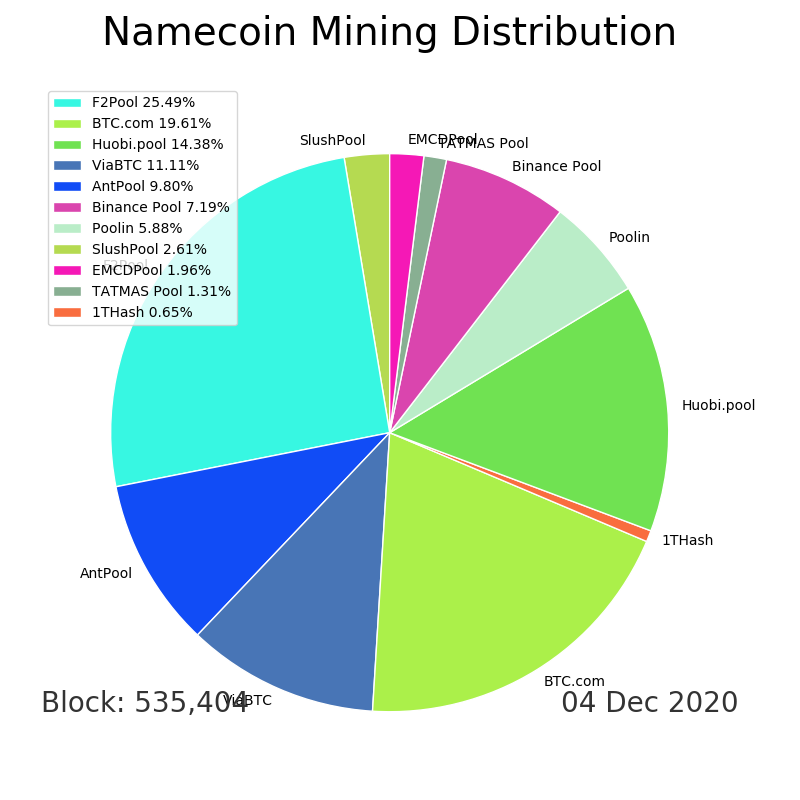 Namecoin Mining Distribution
F2Pool 25.49%
BTC.com 19.61%
Huobi.pool 14.38%
ViaBTC 11.11%
AntPool 9.80%
Binance Pool 7.19%
Poolin 5.88%
SlushPool 2.61%
EMCDPool 1.96%
TATMAS Pool 1.31%
1THash 0.65%
SlushPool
EMCDPool
TATMAS Pool
Binance Pool
Poolin
F2Pool
Huobi.pool
1THash
AntPool
BTC.com
ViaBTC
Block: 535,404
04 Dec 2020